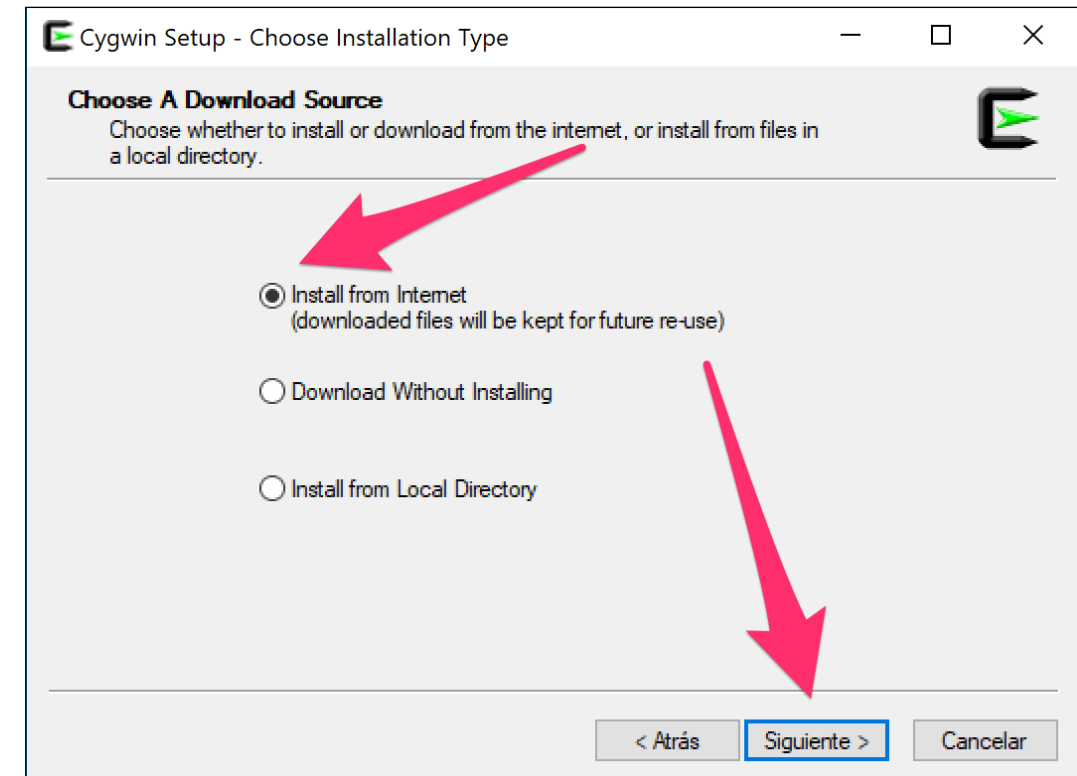 Cygwin Setup - Choose Installation Type
Choose A Download Source
Choose whether to install or download from the internet, or install from files in
a local directory.
Install from Internet
(downloaded files will be kept for future re-use)
Download Without Installing
Install from Local Directory
< Atrás
Siguiente >
Cancelar